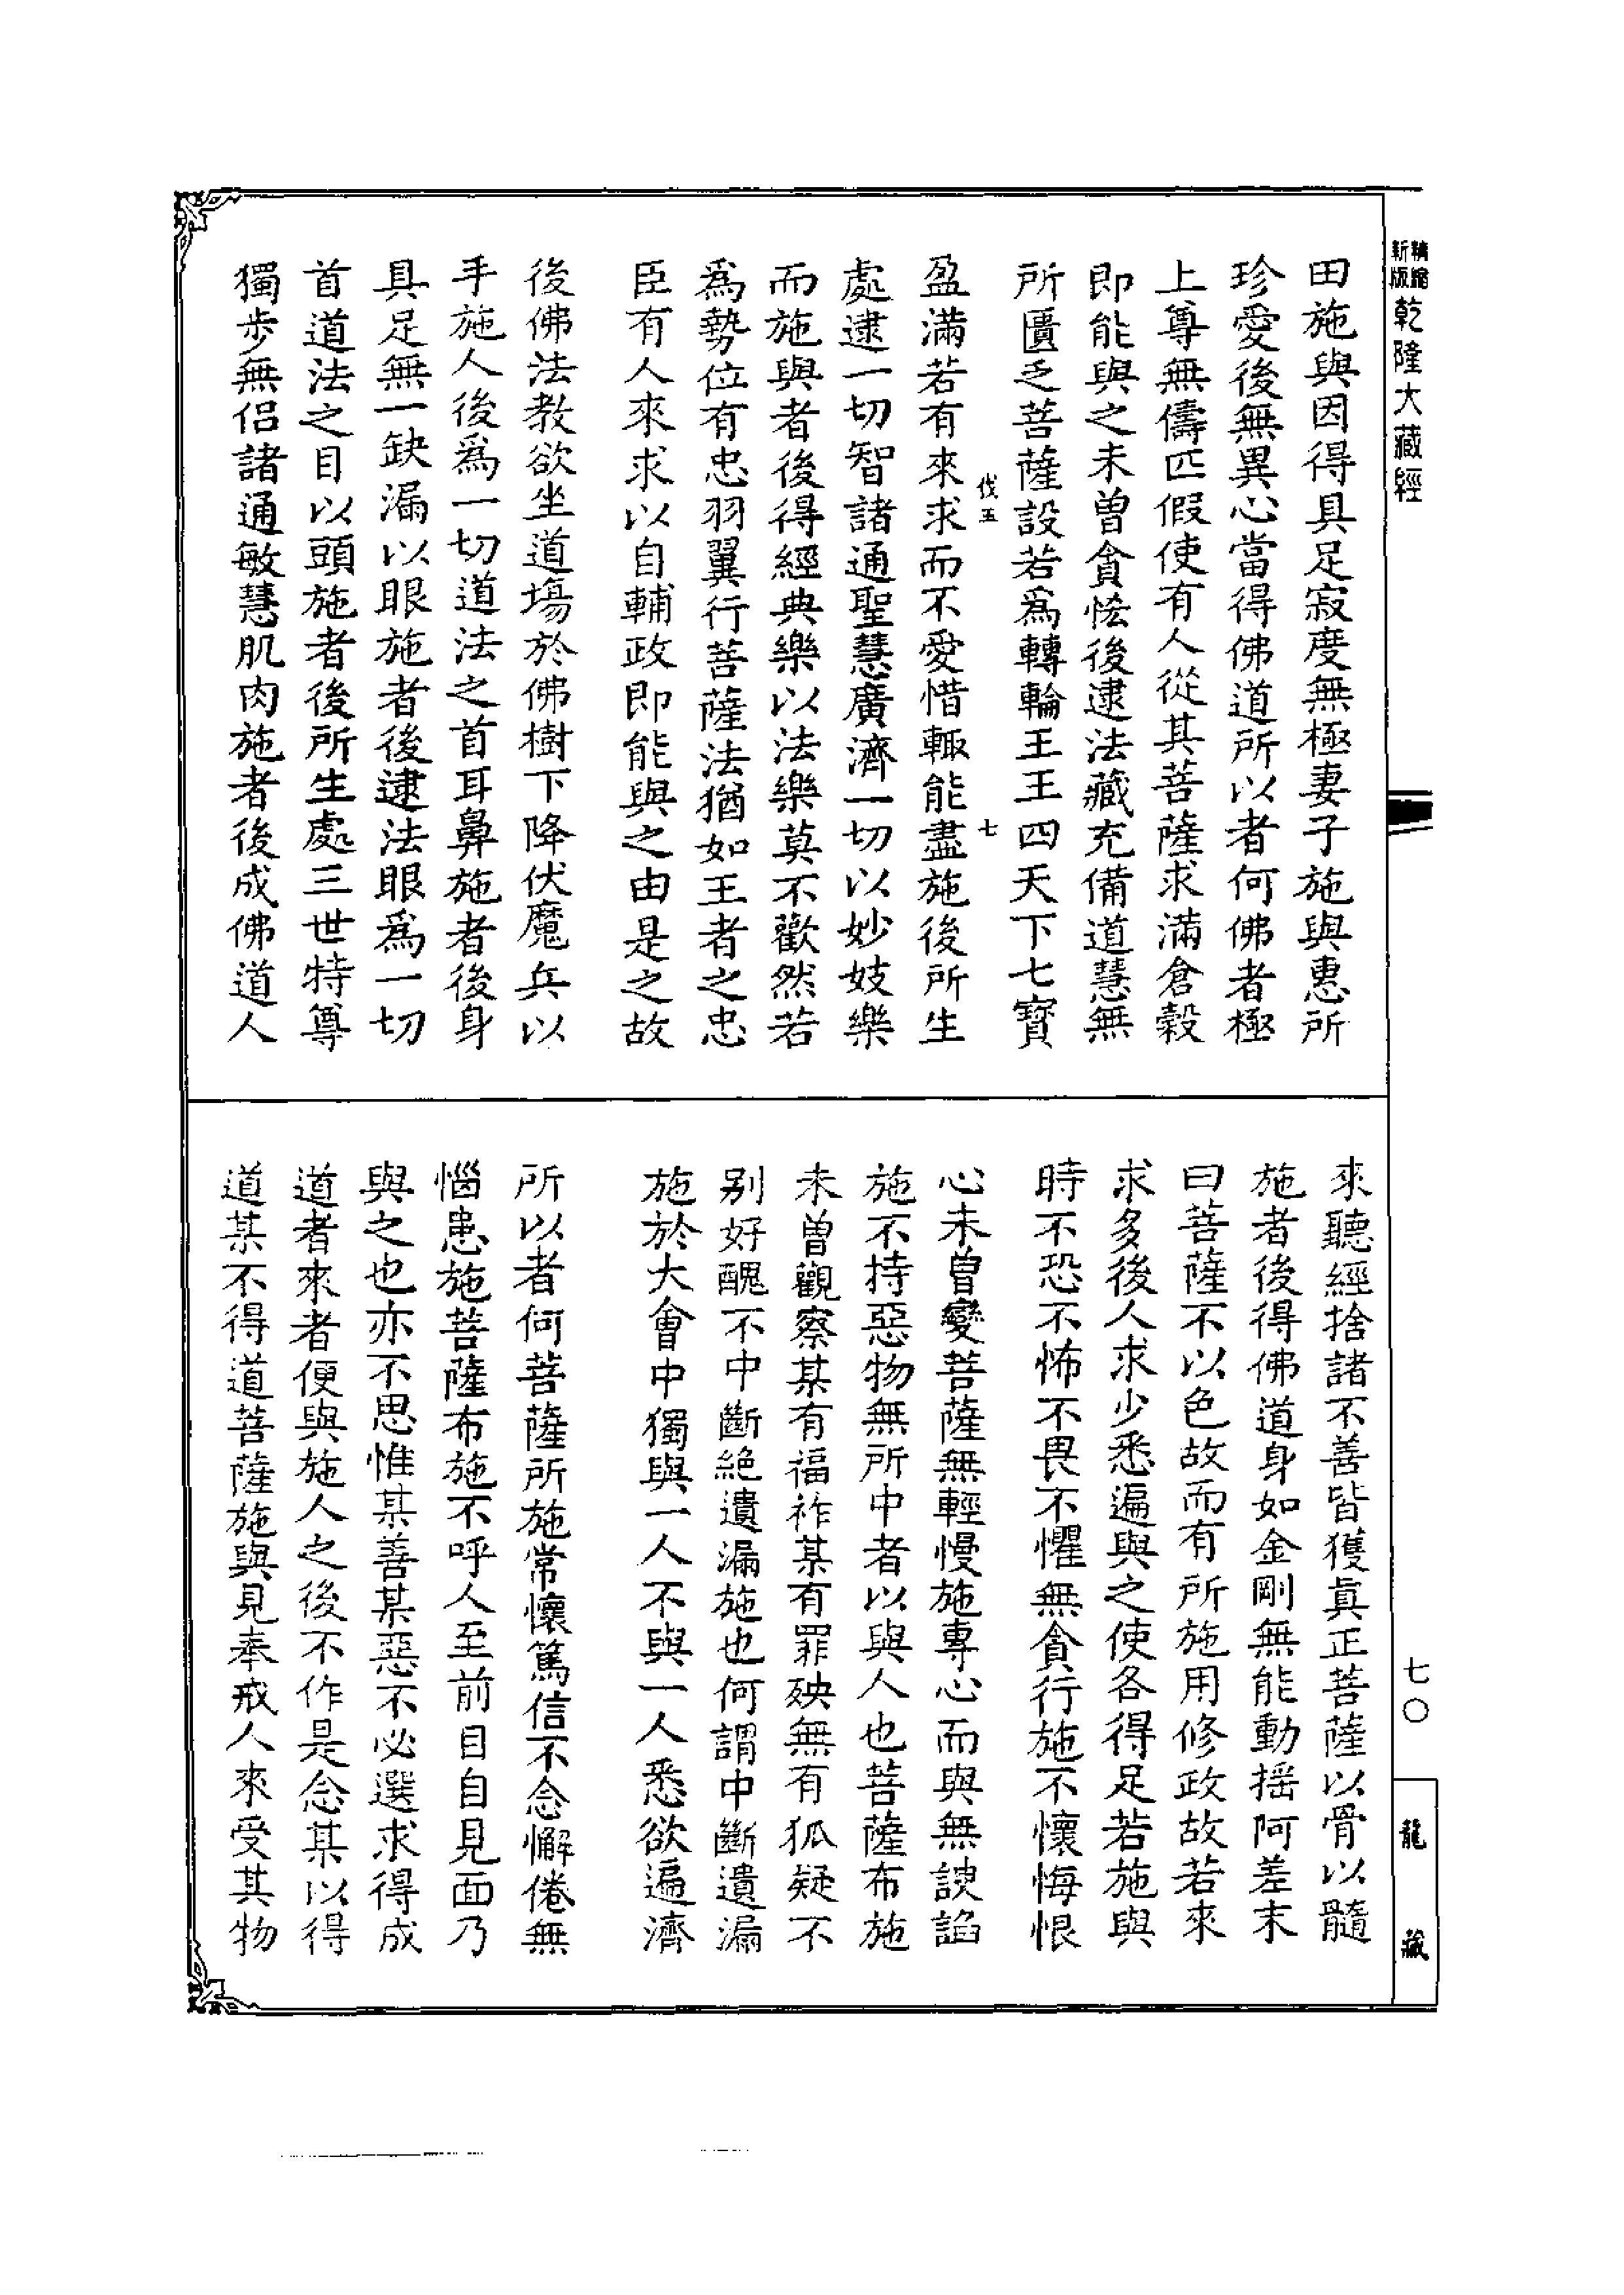 精縮新版乾隆大藏經
田施與因得具足寂度無極妻子施與惠所
珍愛後無異心當得佛道所以者何佛者極
上尊無儔匹假使有人從其菩薩求滿倉穀
即能與之未曾貪悋後逮法藏充備道慧無
所匱乏菩薩設若爲轉輪王王四天下七寶
伐五 七
盈滿若有來求而不愛惜輒能盡施後所生
處逮一切智諸通聖慧廣濟一切以妙妓樂
而施與者後得經典樂以法樂莫不歡然若
爲勢位有忠羽翼行菩薩法猶如王者之忠
臣有人來求以自輔政即能與之由是之故
後佛法教欲坐道場於佛樹下降伏魔兵以
手施人後爲一切道法之首耳鼻施者後身
具足無一缺漏以眼施者後逮法眼爲一切
首道法之目以頭施者後所生處三世特尊
獨步無侶諸通敏慧肌肉施者後成佛道人
來聽經捨諸不善皆獲眞正菩薩以骨以髓
施者後得佛道身如金剛無能動揺阿差末
曰菩薩不以色故而有所施用修政故若來
求多後人求少悉遍與之使各得足若施與
時不恐不怖不畏不懼無貪行施不懷悔恨
心未曾變菩薩無輕慢施專心而與無諛諂
施不持惡物無所中者以與人也菩薩布施
未曾觀察某有福祚某有罪殃無有狐疑不
别好醜不中斷絶遺漏施也何謂中斷遺漏
施於大會中獨與一人不與一人悉欲遍濟
所以者何菩薩所施常懷篤信不念懈倦無
惱患施菩薩布施不呼人至前目自見面乃
與之也亦不思惟某善某惡不必選求得成
道者來者便與施人之後不作是念某以得
道某不得道菩薩施與見奉戒人來受其物
七〇
龍藏